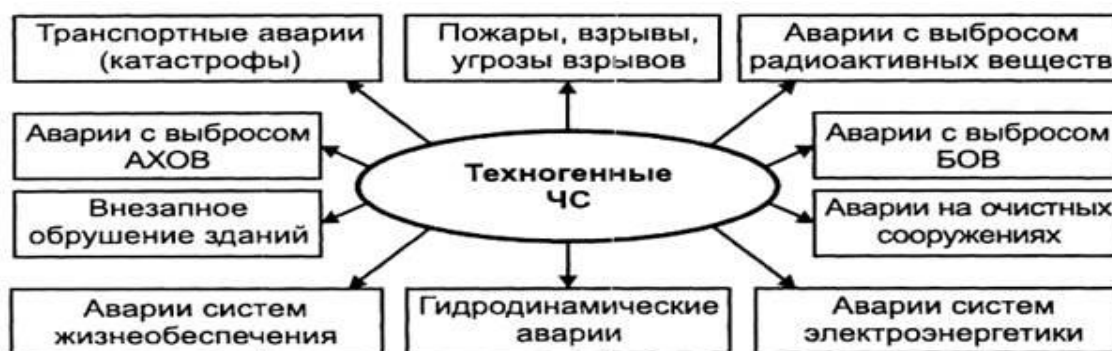 Транспортные аварии
(катастрофы)
Пожары, взрывы,
угрозы взрывов
Аварии с выбросом
радиоактивных веществ
Аварии с выбросом
АХОВ
Техногенные
ЧС
Аварии с выбросом
БОВ
Внезапное
обрушение зданий
Аварии на очистных
сооружениях
Аварии систем
жизнеобеспечения
Гидродинамические
аварии
Аварии систем
электроэнергетики